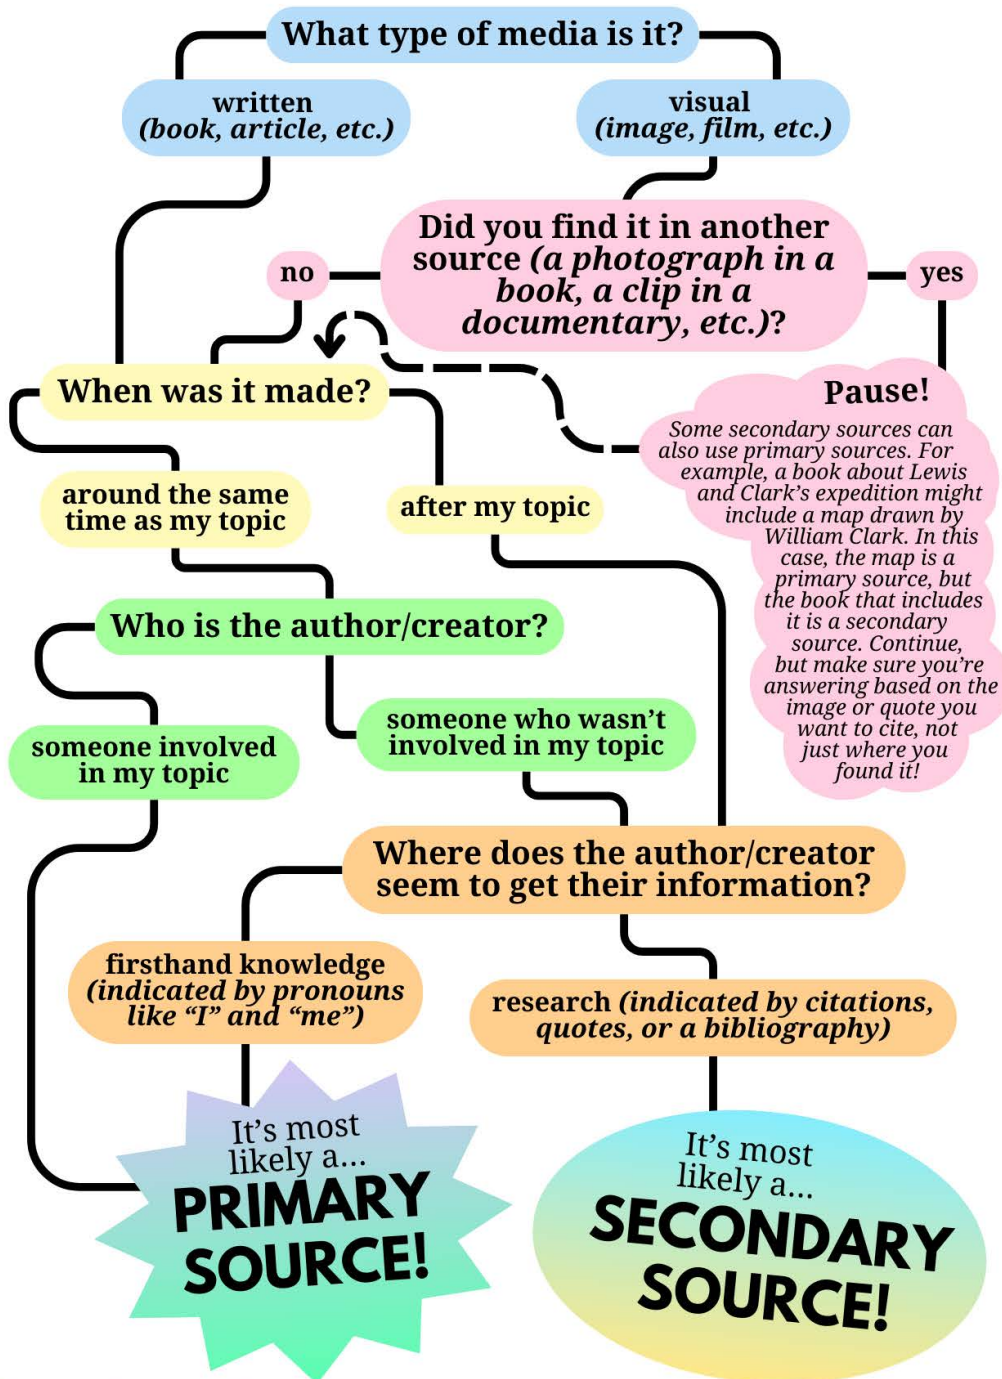 What type of media is it?
written
(book, article, etc.)
visual
(image, film, etc.)
Did you find it in another
source (a photograph in a
book, a clip in a
documentary, etc.)?
no
yes
When was it made?
Pause!
Some secondary sources can
also use primary sources. For
example, a book about Lewis
and Clark’s expedition might
include a map drawn by
William Clark. In this
case, the map is a
primary source, but
the book that includes
it is a secondary
source. Continue,
but make sure you’re
answering based on the
image or quote you
want to cite, not
just where you
found it!
around the same
time as my topic
after my topic
Who is the author/creator?
someone involved
in my topic
someone who wasn’t
involved in my topic
Where does the author/creator
seem to get their information?
firsthand knowledge
(indicated by pronouns
like “I” and “me”)
research (indicated by citations,
quotes, or a bibliography)
It’s most
likely a...
PRIMARY
SOURCE!
It’s most
likely a...
SECONDARY
SOURCE!